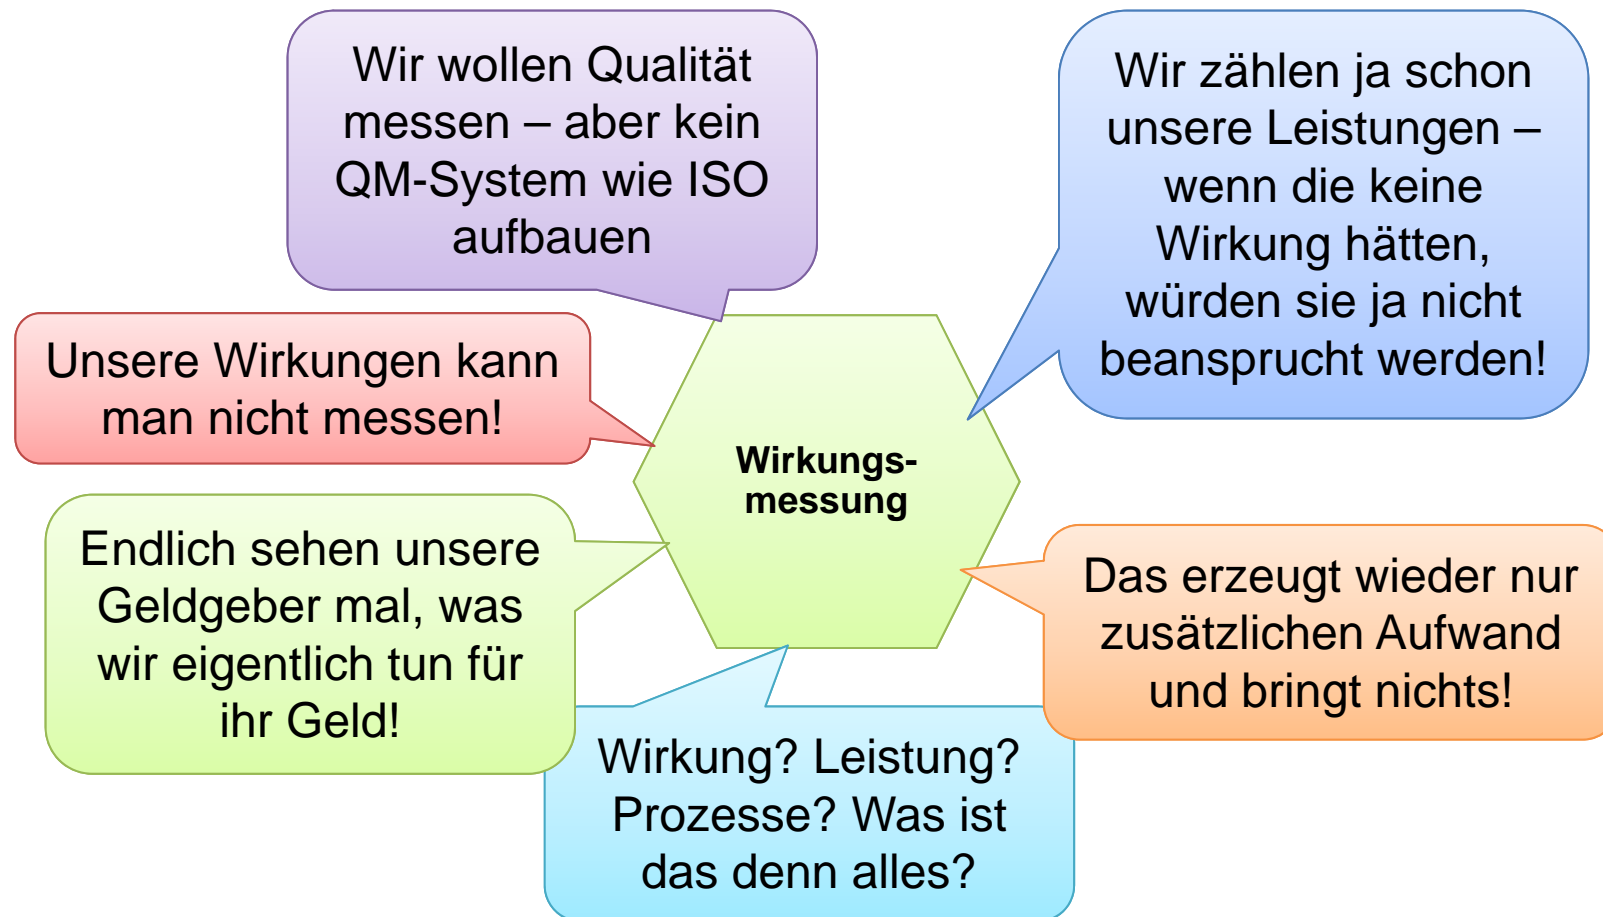 Wir wollen Qualität
messen – aber kein
QM-System wie ISO
aufbauen
Wir zählen ja schon
unsere Leistungen –
wenn die keine
Wirkung hätten,
würden sie ja nicht
beansprucht werden!
Unsere Wirkungen kann
man nicht messen!
Wirkungs-
messung
Endlich sehen unsere
Geldgeber mal, was
wir eigentlich tun für
ihr Geld!
Das erzeugt wieder nur
zusätzlichen Aufwand
und bringt nichts!
Wirkung? Leistung?
Prozesse? Was ist
das denn alles?